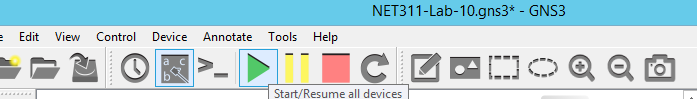 NET311-Lab-10.gns3* - GNS3
Edit View Control Device Annotate Tools Help
a c
b
>_
Start/Resume all devices